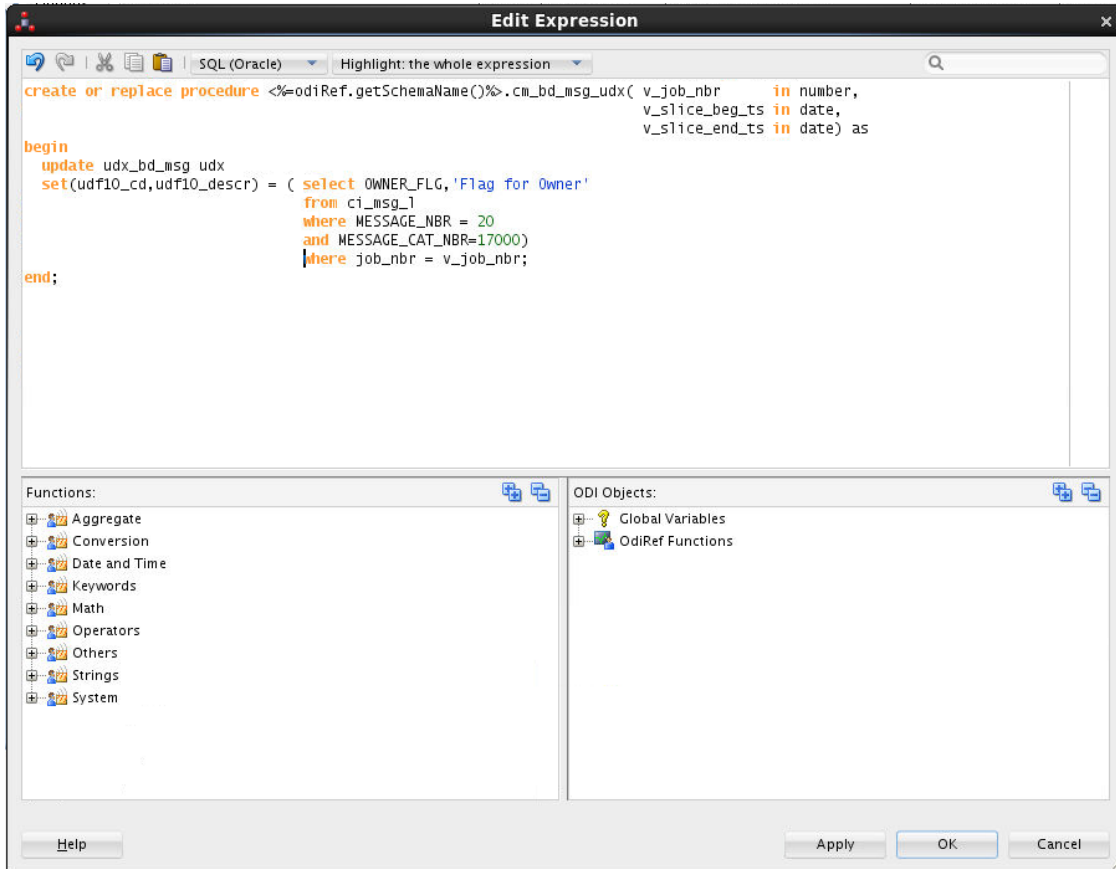 Edit Expression
SQL (Oracle) Highlight: the whole expression
create or replace procedure <%=odiRef.getSchemaName()%>.cm_bd_msg_udx( v_job_nbr      in number,
                                                                     v_slice_beg_ts in date,
                                                                     v_slice_end_ts in date) as
begin
  update udx_bd_msg udx
  set(udf10_cd,udf10_descr) = ( select OWNER_FLG,'Flag for Owner'
                               from ci_msg_l
                               where MESSAGE_NBR = 20
                               and MESSAGE_CAT_NBR=17000)
                               where job_nbr = v_job_nbr;
end;
Functions:
Aggregate
Conversion
Date and Time
Keywords
Math
Operators
Others
Strings
System
ODI Objects:
Global Variables
OdiRef Functions
Help Apply OK Cancel